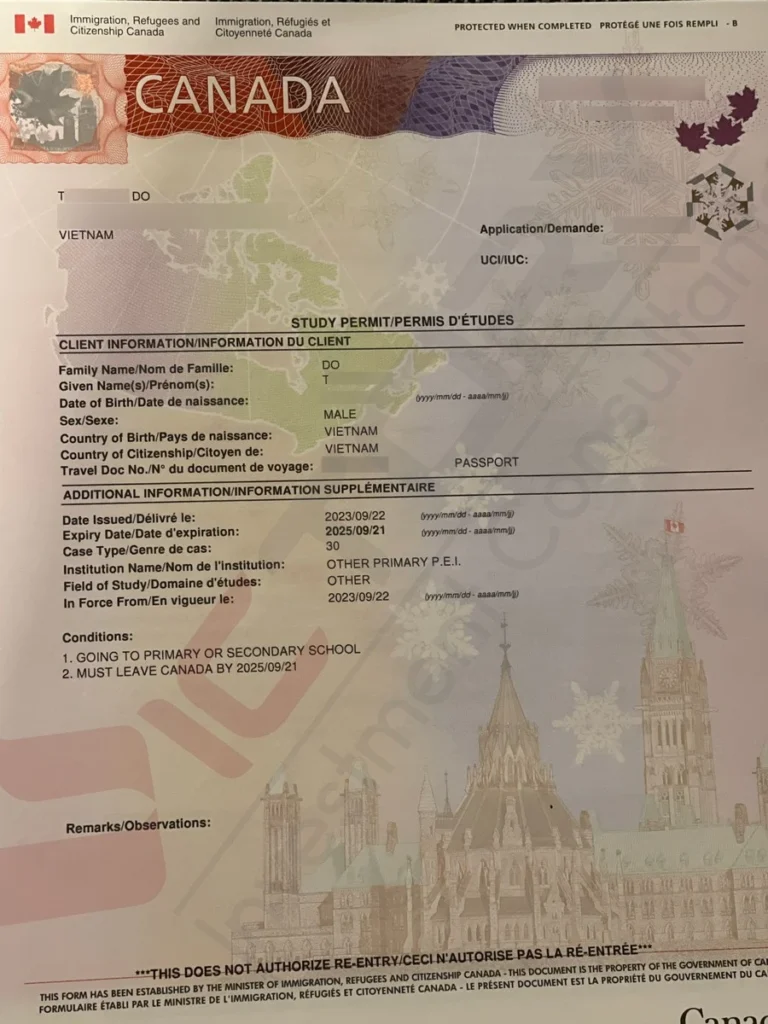 Immigration, Refugees and Citizenship Canada
Immigration, Réfugiés et Citoyenneté Canada
PROTECTED WHEN COMPLETED PROTÉGÉ UNE FOIS REMPLI - B
CANADA
T DO
VIETNAM
Application/Demande:
UCI/IUC:
STUDY PERMIT/PERMIS D'ÉTUDES
CLIENT INFORMATION/INFORMATION DU CLIENT
Family Name/Nom de Famille: DO
Given Name(s)/Prénom(s): T
Date of Birth/Date de naissance: (yyyy/mm/dd - aaaa/mm/jj)
Sex/Sexe: MALE
Country of Birth/Pays de naissance: VIETNAM
Country of Citizenship/Citoyen de: VIETNAM
Travel Doc No./N° du document de voyage: PASSPORT
ADDITIONAL INFORMATION/INFORMATION SUPPLÉMENTAIRE
Date Issued/Délivré le: 2023/09/22 (yyyy/mm/dd - aaaa/mm/jj)
Expiry Date/Date d'expiration: 2025/09/21 (yyyy/mm/dd - aaaa/mm/jj)
Case Type/Genre de cas: 30
Institution Name/Nom de l'institution: OTHER PRIMARY P.E.I.
Field of Study/Domaine d'études: OTHER
In Force From/En vigueur le: 2023/09/22 (yyyy/mm/dd - aaaa/mm/jj)
Conditions:
1. GOING TO PRIMARY OR SECONDARY SCHOOL
2. MUST LEAVE CANADA BY 2025/09/21
Remarks/Observations:
***THIS DOES NOT AUTHORIZE RE-ENTRY/CECI N'AUTORISE PAS LA RÉ-ENTRÉE***
THIS FORM HAS BEEN ESTABLISHED BY THE MINISTER OF IMMIGRATION, REFUGEES AND CITIZENSHIP CANADA - THIS DOCUMENT IS THE PROPERTY OF THE GOVERNMENT OF CA
FORMULAIRE ÉTABLI PAR LE MINISTRE DE L'IMMIGRATION, RÉFUGIÉS ET CITOYENNETÉ CANADA - LE PRÉSENT DOCUMENT EST LA PROPRIÉTÉ DU GOUVERNEMENT DU CA